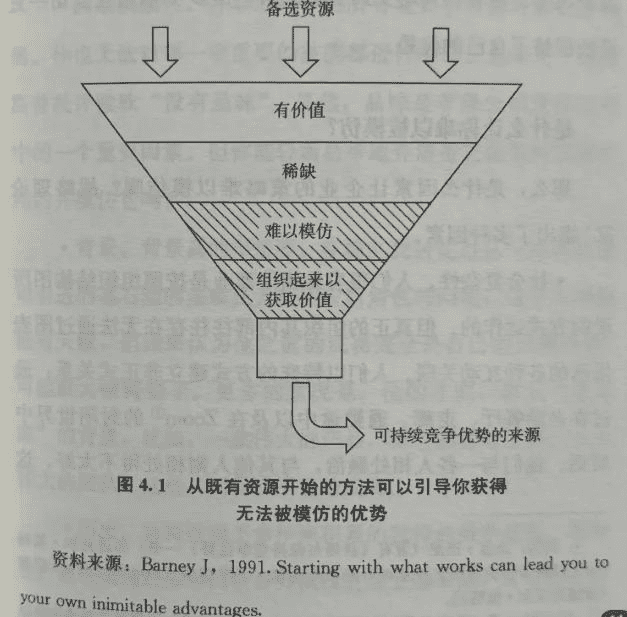 备选资源
有价值
稀缺
难以模仿
组织起来以
获取价值
可持续竞争优势的来源
图 4.1 从既有资源开始的方法可以引导你获得
无法被模仿的优势
资料来源：Barney J, 1991. Starting with what works can lead you to
your own inimitable advantages.